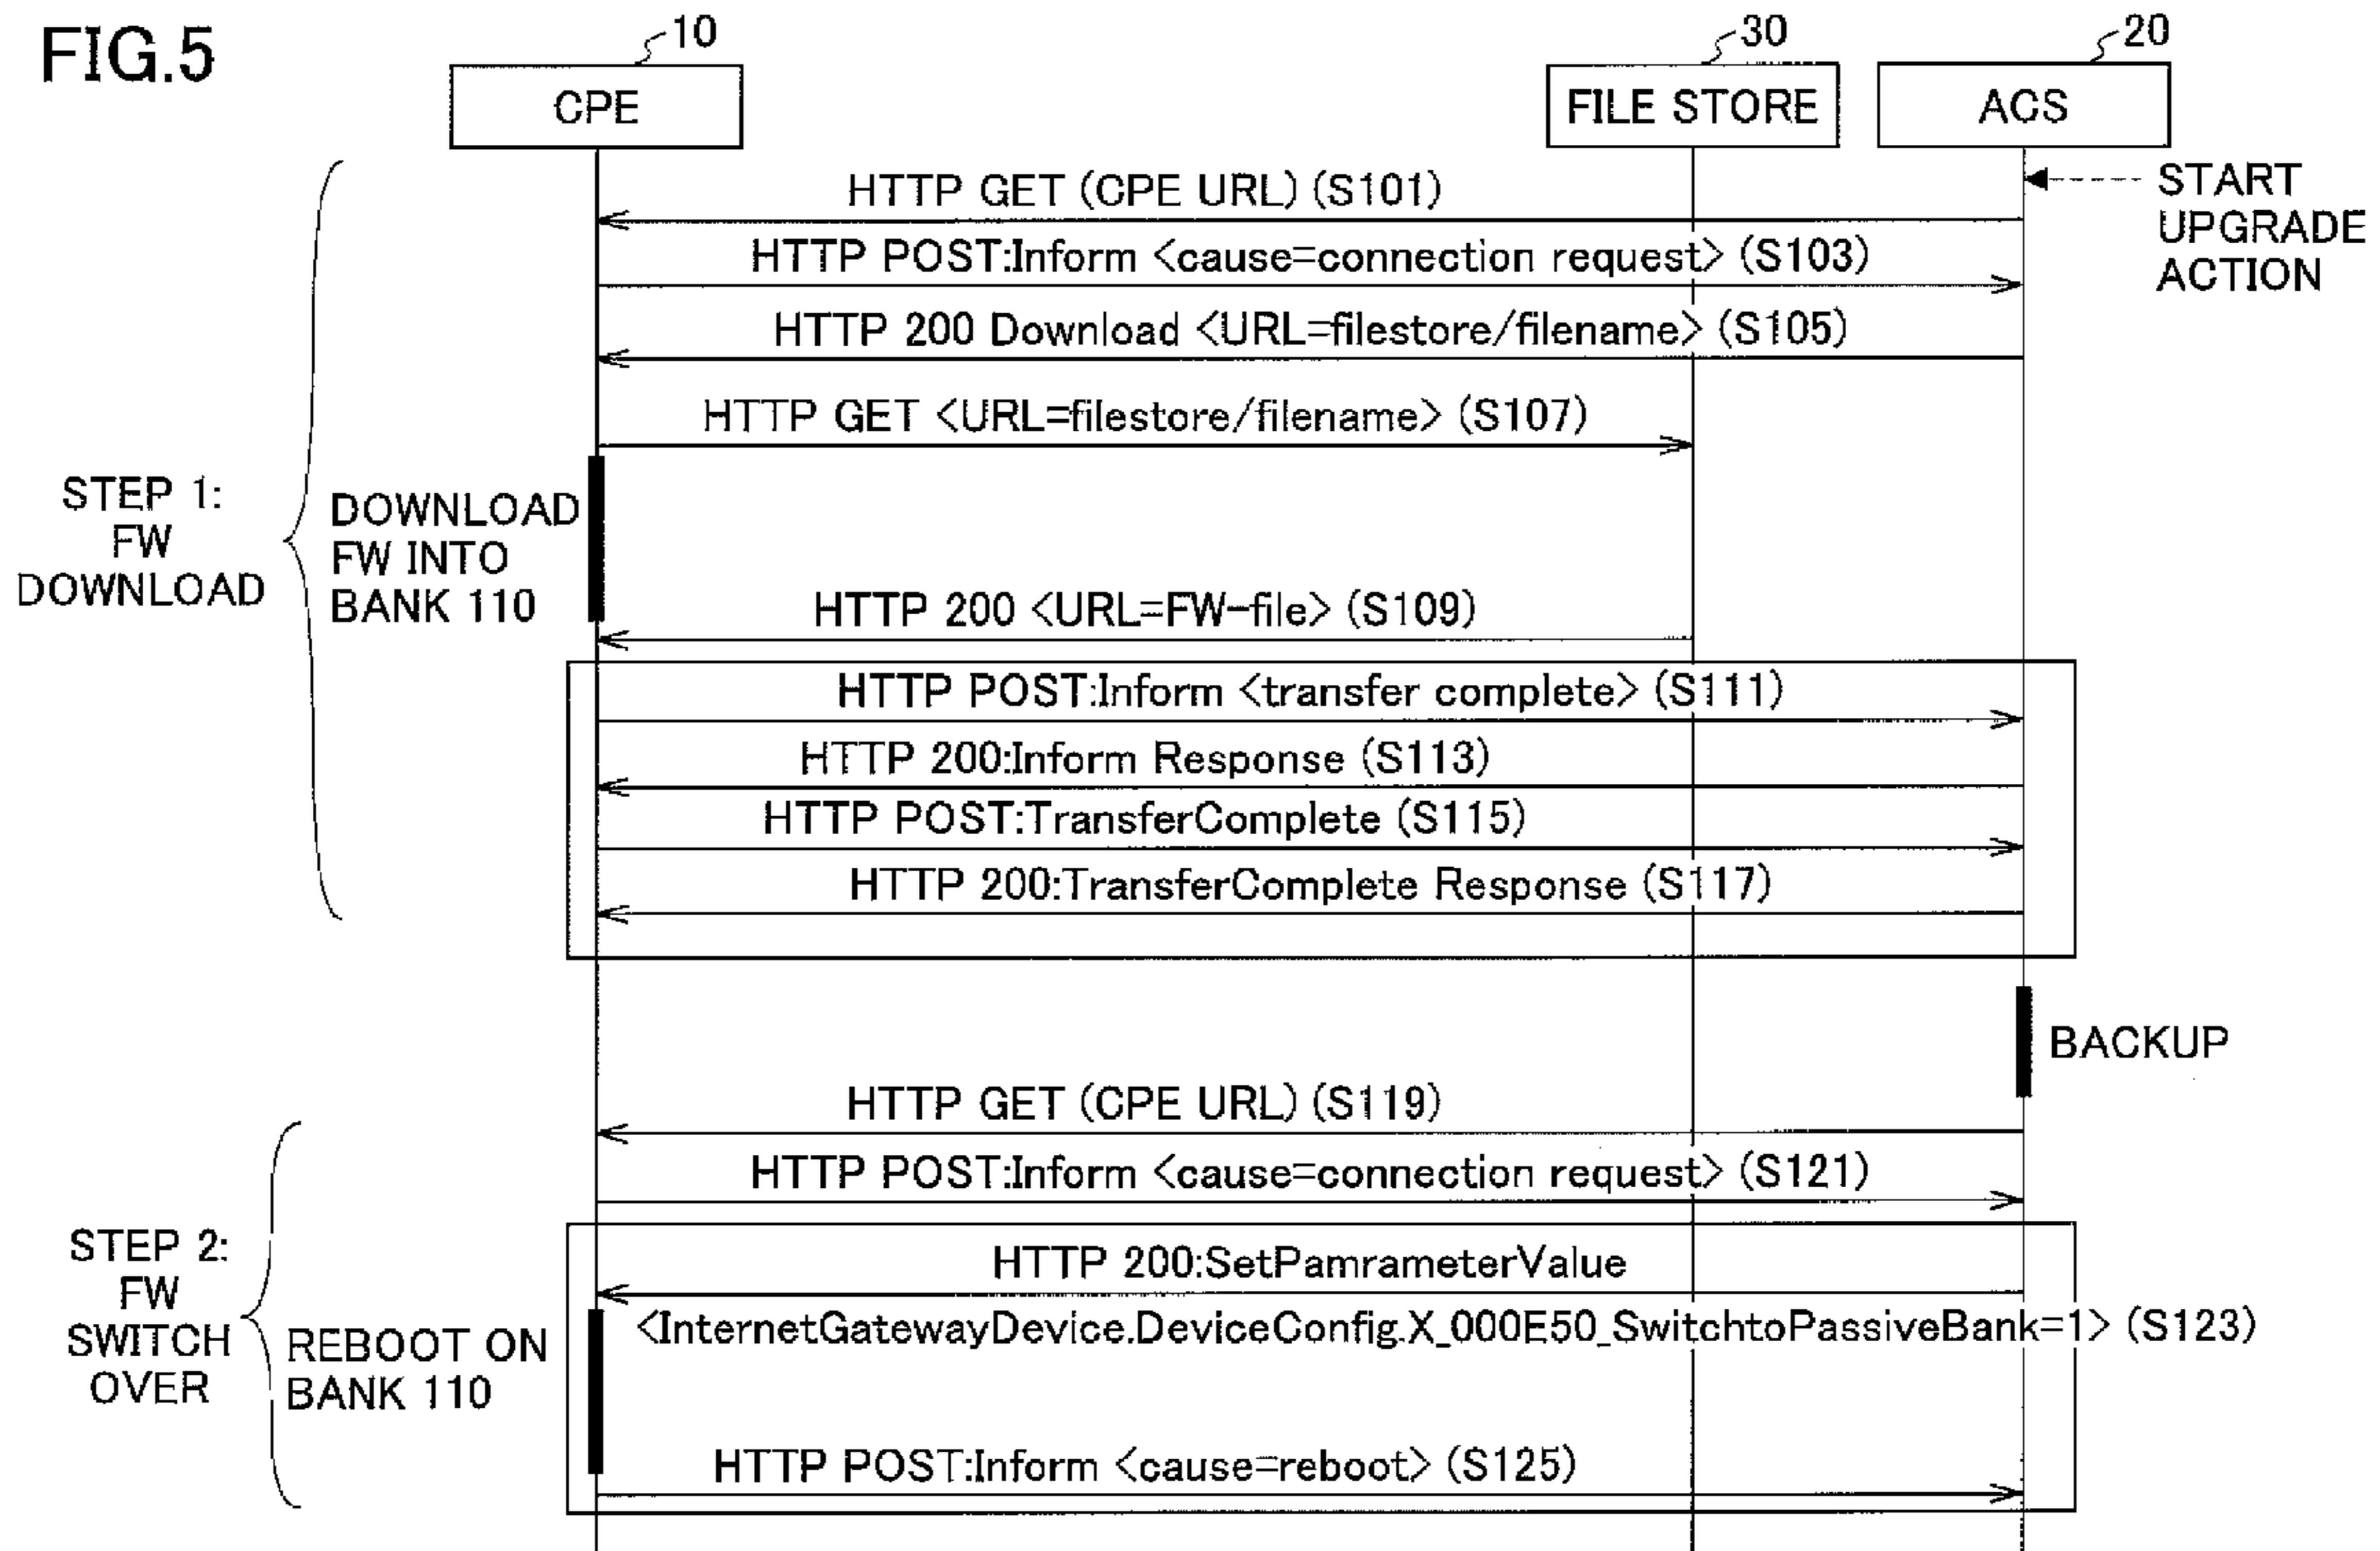 FIG.5
10
30
20
CPE
FILE STORE
ACS
START
UPGRADE
ACTION
HTTP GET (CPE URL) (S101)
HTTP POST:Inform <cause=connection request> (S103)
HTTP 200 Download <URL=filestore/filename> (S105)
HTTP GET <URL=filestore/filename> (S107)
STEP 1:
FW
DOWNLOAD
DOWNLOAD
FW INTO
BANK 110
HTTP 200 <URL=FW-file> (S109)
HTTP POST:Inform <transfer complete> (S111)
HTTP 200:Inform Response (S113)
HTTP POST:TransferComplete (S115)
HTTP 200:TransferComplete Response (S117)
BACKUP
HTTP GET (CPE URL) (S119)
HTTP POST:Inform <cause=connection request> (S121)
STEP 2:
FW
SWITCH
OVER
REBOOT ON
BANK 110
HTTP 200:SetPamrameterValue
<InternetGatewayDevice.DeviceConfig.X_000E50_SwitchtoPassiveBank=1> (S123)
HTTP POST:Inform <cause=reboot> (S125)